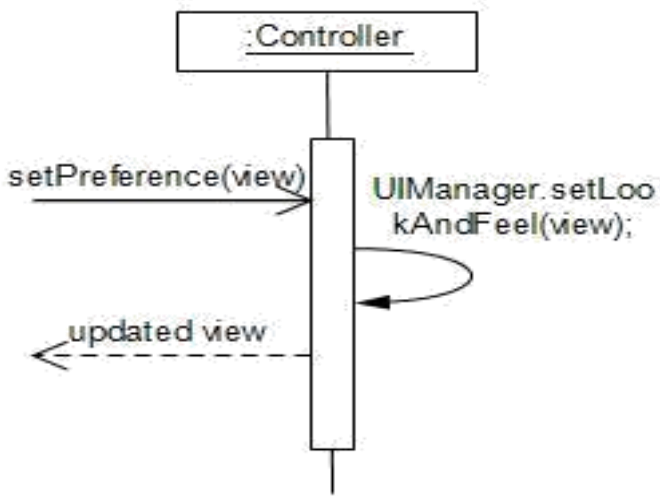 :Controller
setPreference(view)
UIManager.setLoo
kAndFeel(view);
updated view